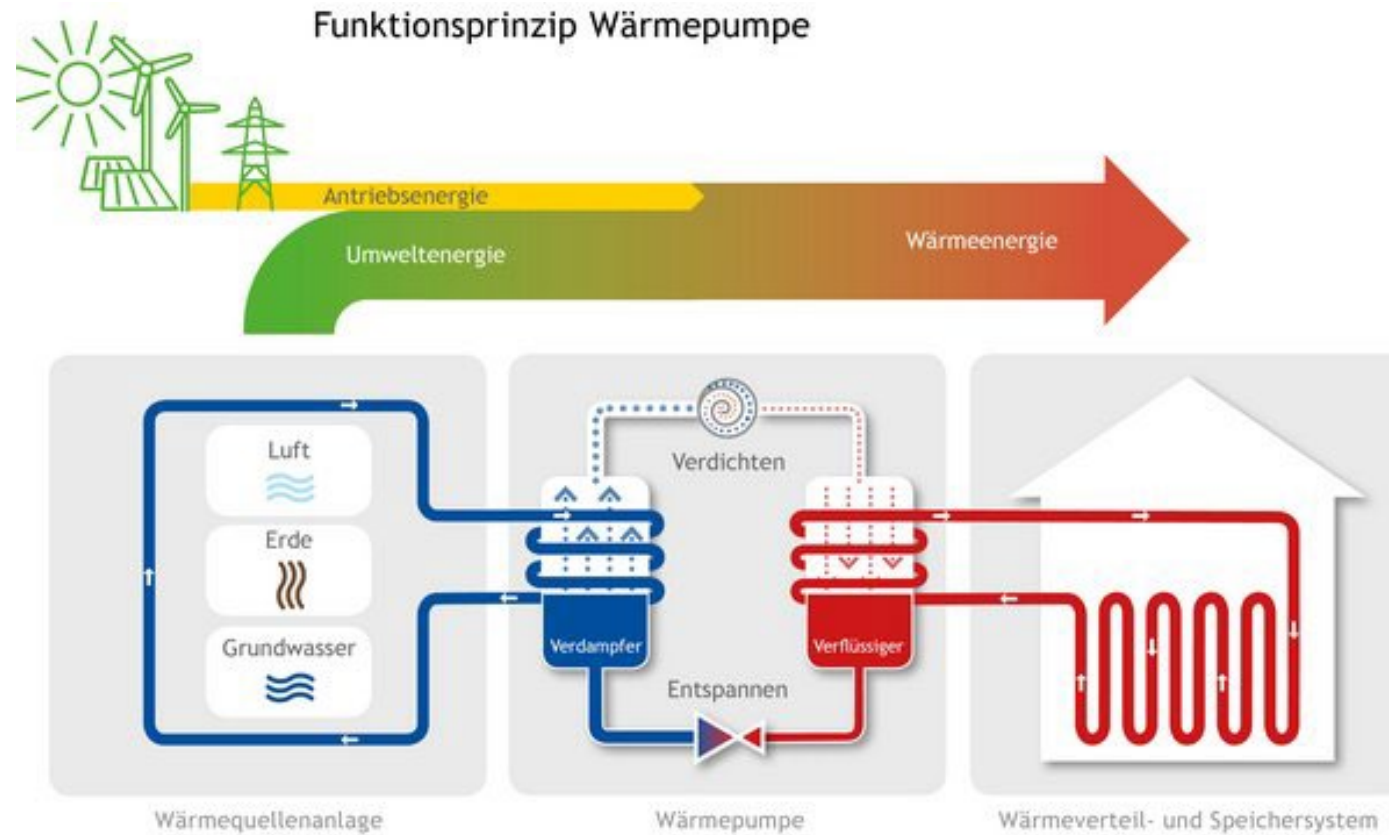 Funktionsprinzip Wärmepumpe
Antriebsenergie
Umweltenergie
Wärmeenergie
Luft
Erde
Grundwasser
Verdichten
Verdampfer
Verflüssiger
Entspannen
Wärmequellenanlage
Wärmepumpe
Wärmeverteil- und Speichersystem